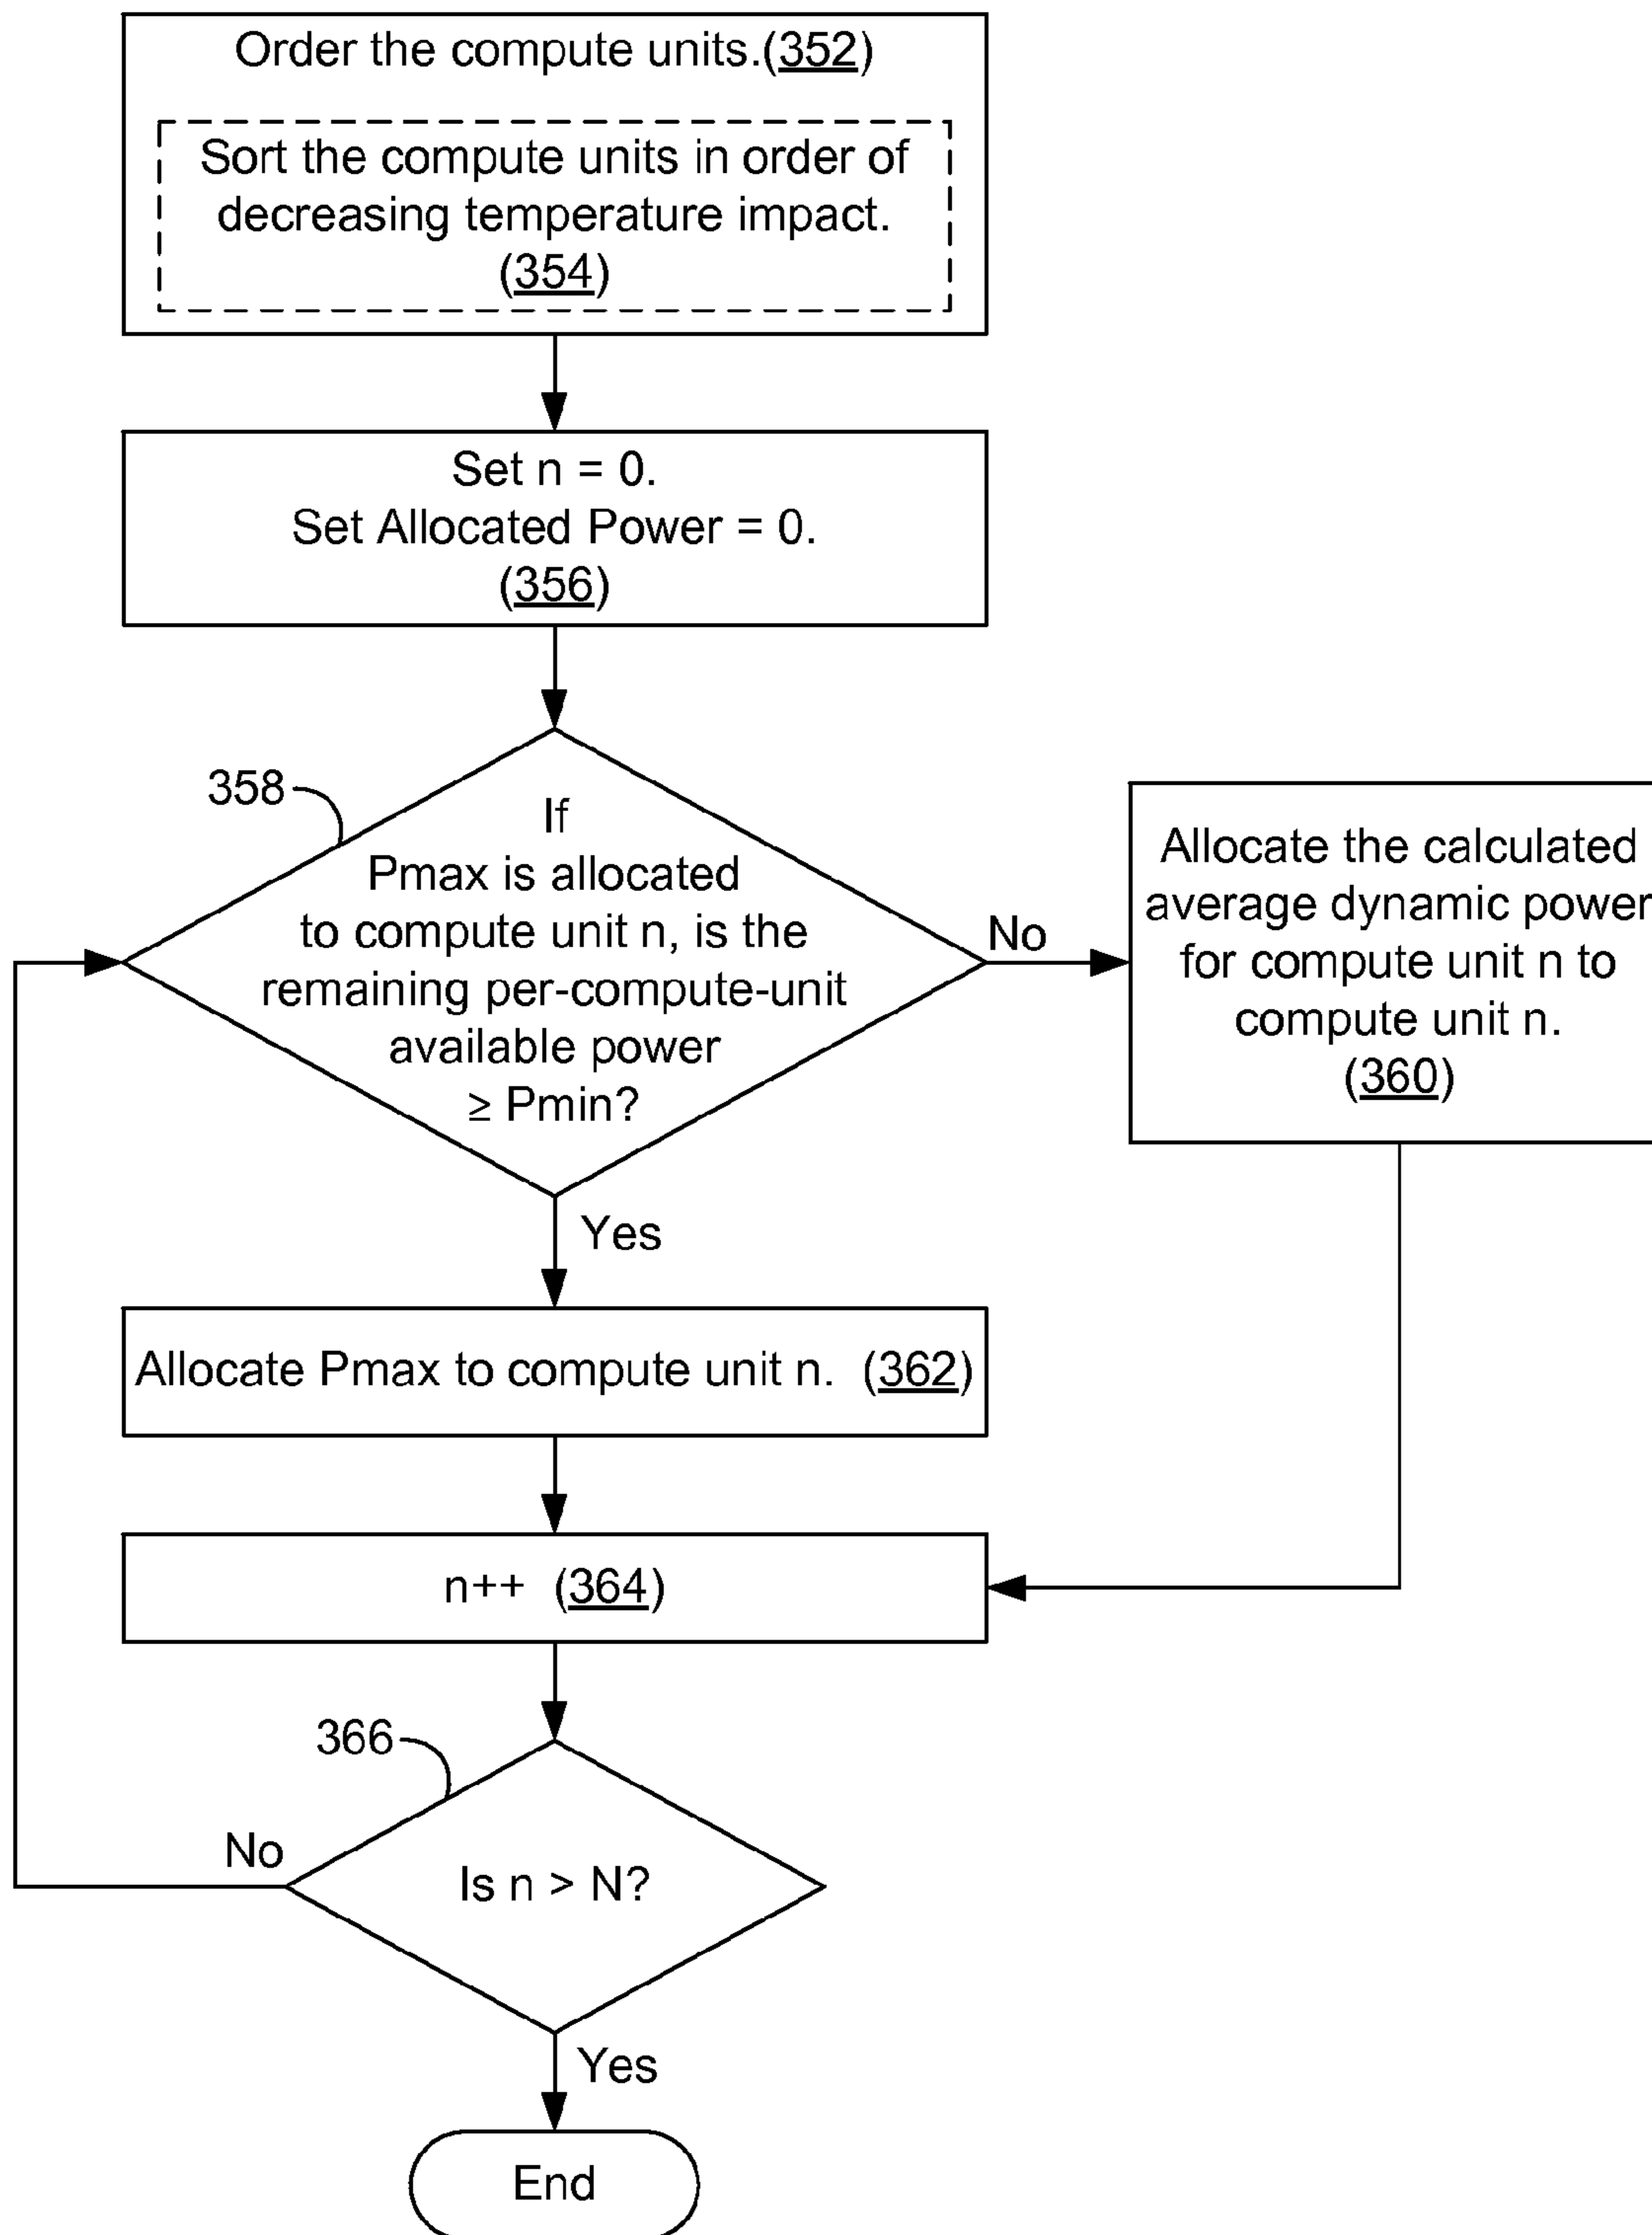 Order the compute units.(352)
Sort the compute units in order of
decreasing temperature impact.
(354)
Set n = 0.
Set Allocated Power = 0.
(356)
358
If
Pmax is allocated
to compute unit n, is the
remaining per-compute-unit
available power
≥ Pmin?
No
Allocate the calculated
average dynamic power
for compute unit n to
compute unit n.
(360)
Yes
Allocate Pmax to compute unit n. (362)
n++ (364)
366
No
Is n > N?
Yes
End